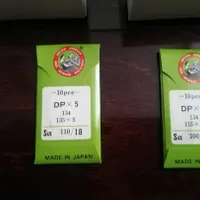 —10pcs—
DP×5
134
135×5
Size 110/18
MADE IN JAPAN
—10pcs—
DP×5
134
135×5
MADE IN JAPAN